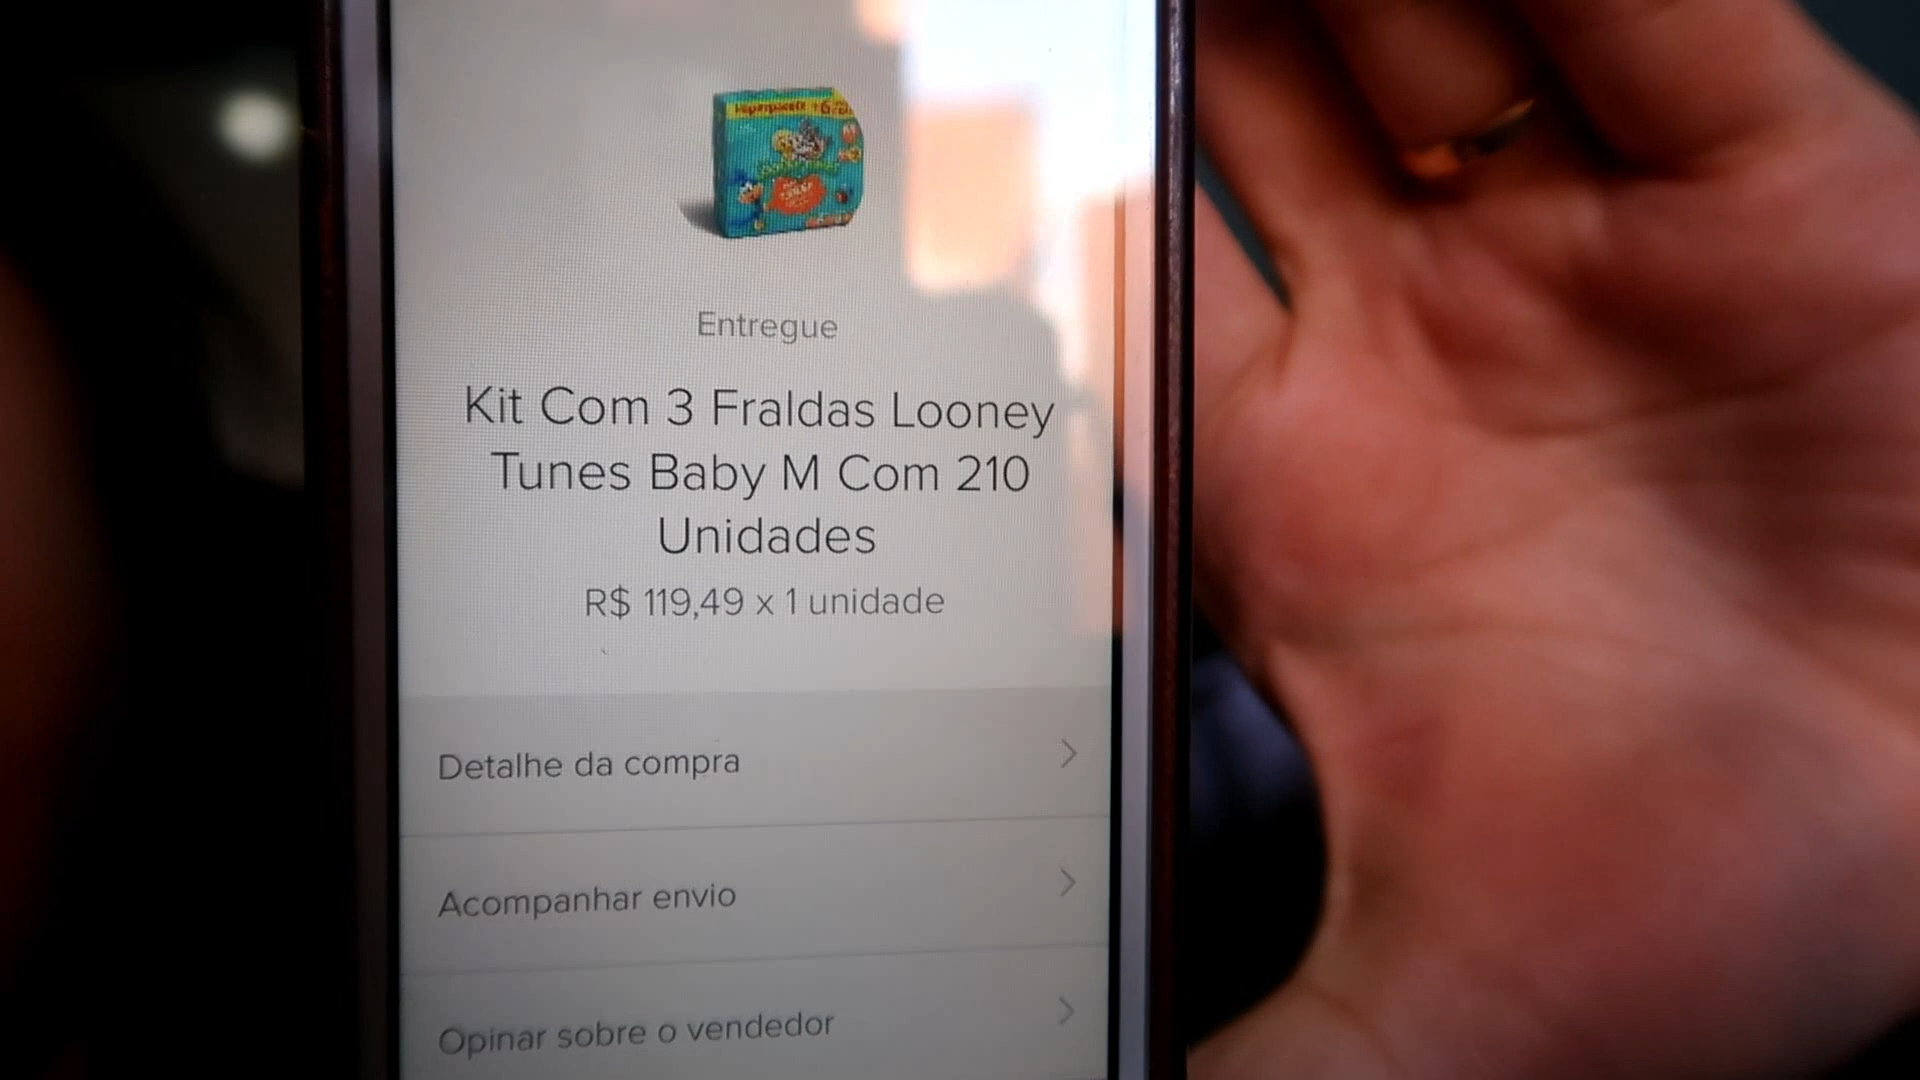 Entregue
Kit Com 3 Fraldas Looney
Tunes Baby M Com 210
Unidades
R$ 119,49 x 1 unidade
Detalhe da compra
Acompanhar envio
Opinar sobre o vendedor